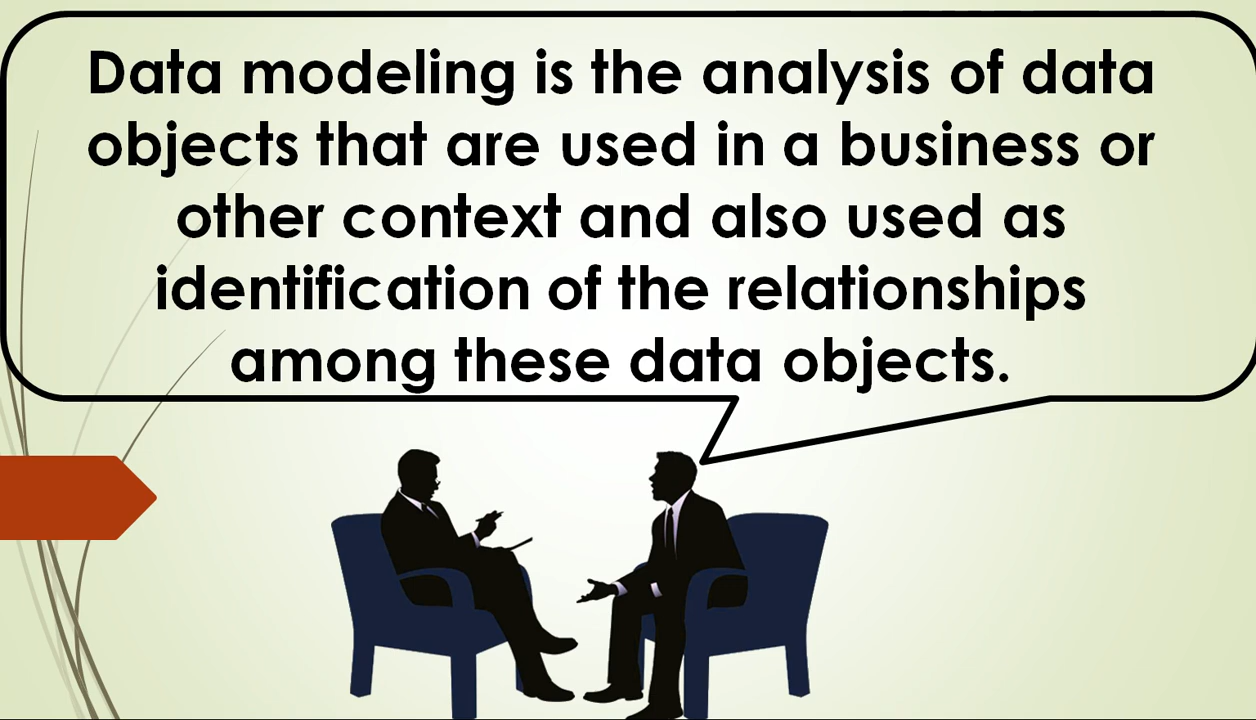 Data modeling is the analysis of data
objects that are used in a business or
other context and also used as
identification of the relationships
among these data objects.